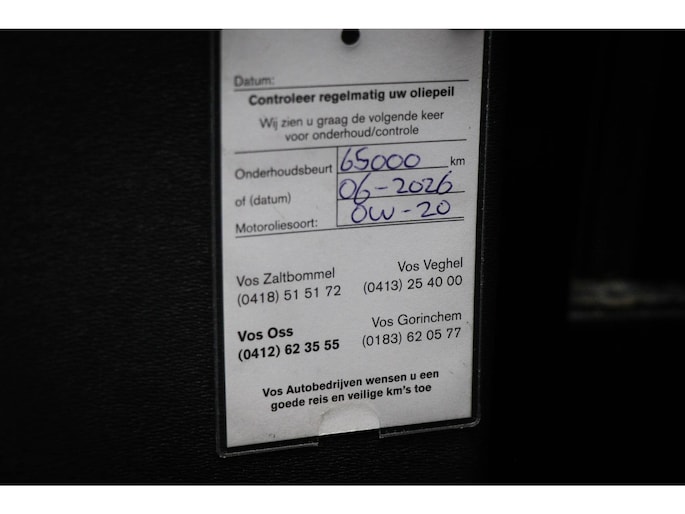 Datum:
Controleer regelmatig uw oliepeil
Wij zien u graag de volgende keer
voor onderhoud/controle
Onderhoudsbeurt 65000 km
of (datum) 06-2026
Motoroliesoort: 0W-20
Vos Zaltbommel
(0418) 51 51 72
Vos Veghel
(0413) 25 40 00
Vos Oss
(0412) 62 35 55
Vos Gorinchem
(0183) 62 05 77
Vos Autobedrijven wensen u een
goede reis en veilige km's toe